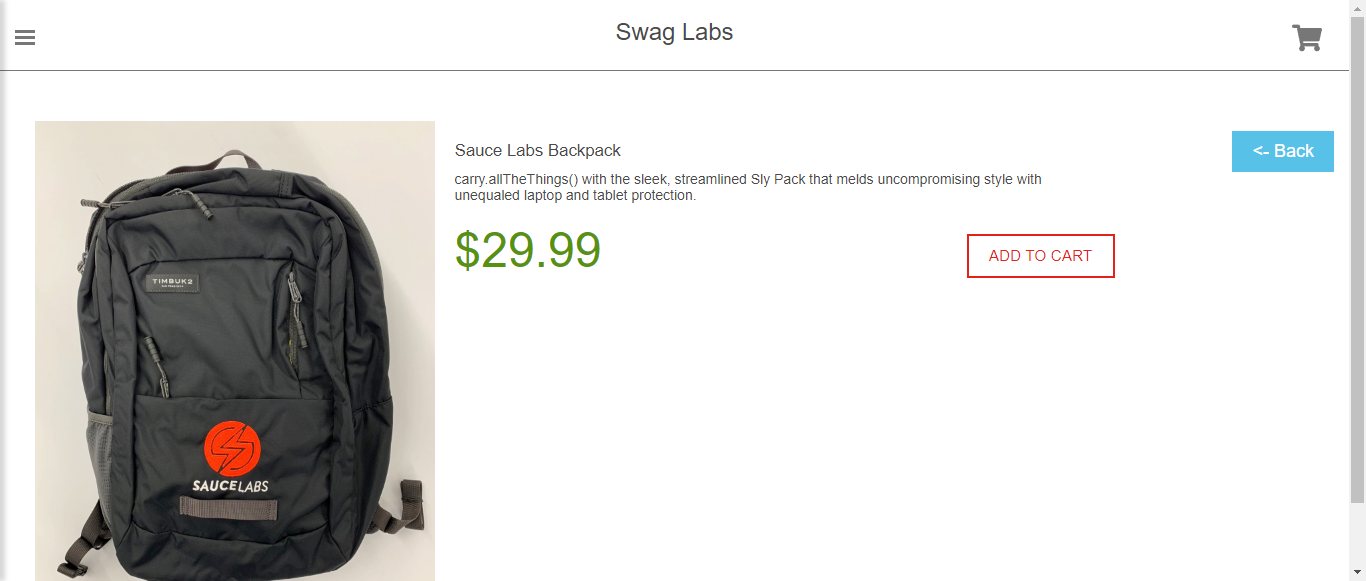 Swag Labs
<- Back
Sauce Labs Backpack
carry.allTheThings() with the sleek, streamlined Sly Pack that melds uncompromising style with
unequaled laptop and tablet protection.
$29.99
ADD TO CART
TIMBUK2
SAUCELABS